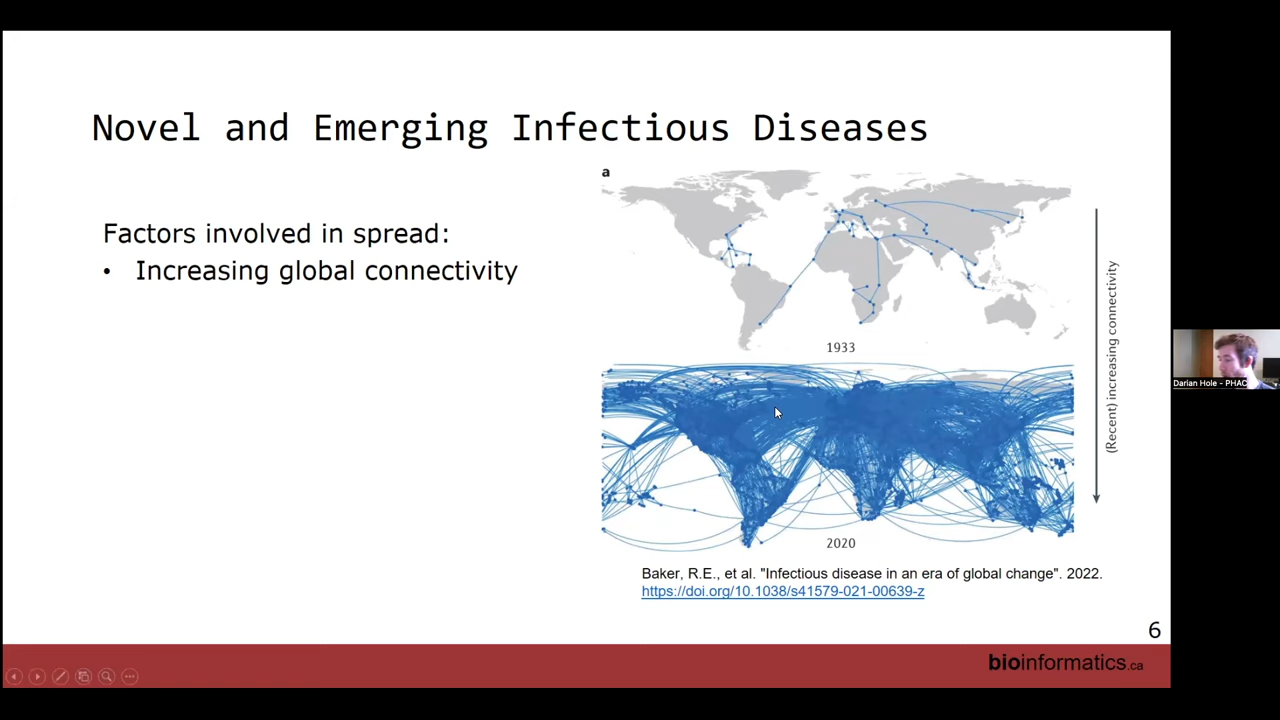 Novel and Emerging Infectious Diseases
Factors involved in spread:
• Increasing global connectivity
a
1933
2020
(Recent) increasing connectivity
Baker, R.E., et al. "Infectious disease in an era of global change". 2022.
https://doi.org/10.1038/s41579-021-00639-z
6
bioinformatics.ca
Darian Hole - PHAC